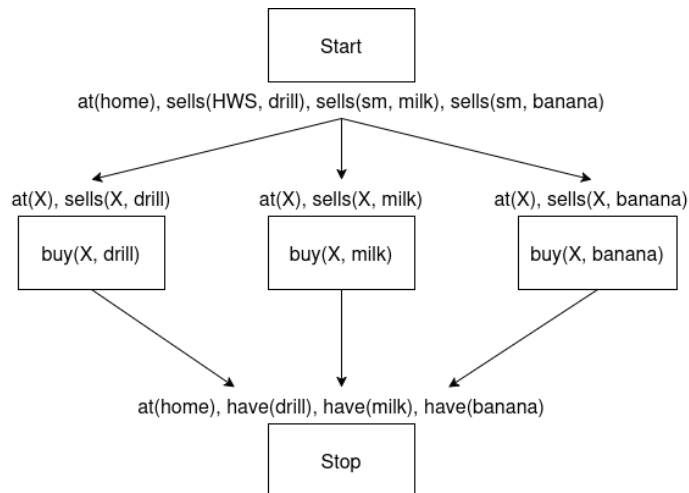 Start
at(home), sells(HWS, drill), sells(sm, milk), sells(sm, banana)
at(X), sells(X, drill) at(X), sells(X, milk) at(X), sells(X, banana)
buy(X, drill) buy(X, milk) buy(X, banana)
at(home), have(drill), have(milk), have(banana)
Stop